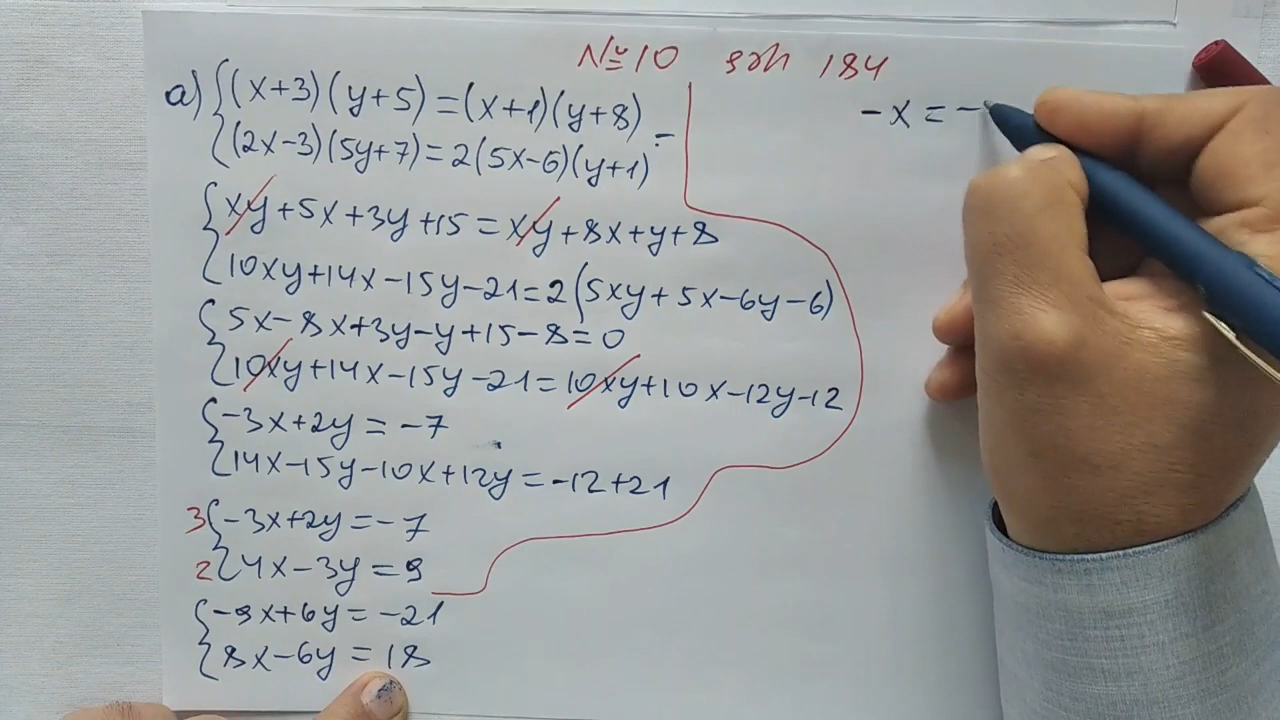 №10 зող 184
a) (x+3)(y+5)=(x+1)(y+8)
(2x-3)(5y+7)=2(5x-6)(y+1)
xy+5x+3y+15=xy+8x+y+8
10xy+14x-15y-21=2(5xy+5x-6y-6)
5x-8x+3y-y+15-8=0
10xy+14x-15y-21=10xy+10x-12y-12
-3x+2y=-7
14x-15y-10x+12y=-12+21
3 -3x+2y=-7
2 4x-3y=9
-9x+6y=-21
8x-6y=18
-x=-